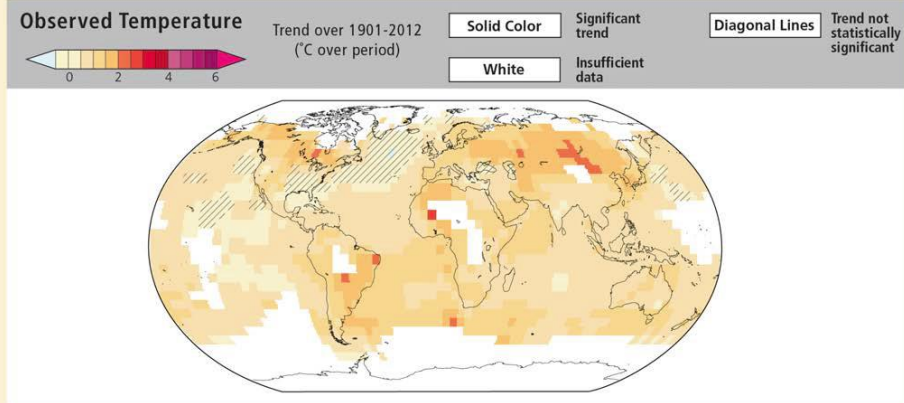 Observed Temperature
0 2 4 6
Trend over 1901-2012
(˚C over period)
Solid Color
Significant
trend
White
Insufficient
data
Diagonal Lines
Trend not
statistically
significant